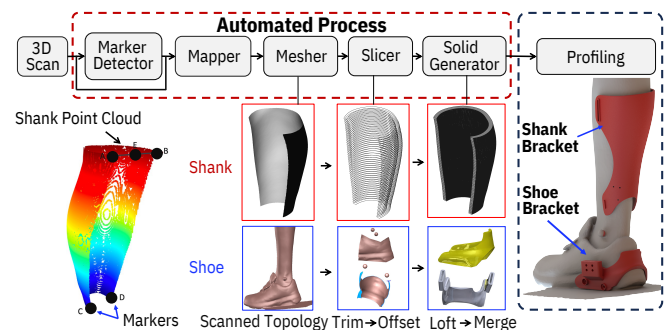 Automated Process
3D
Scan
Marker
Detector
Mapper
Mesher
Slicer
Solid
Generator
Profiling
Shank Point Cloud
E
B
Shank
Shank
Bracket
Shoe
Bracket
Shoe
D
C
Markers
Scanned Topology
Trim→Offset
Loft → Merge